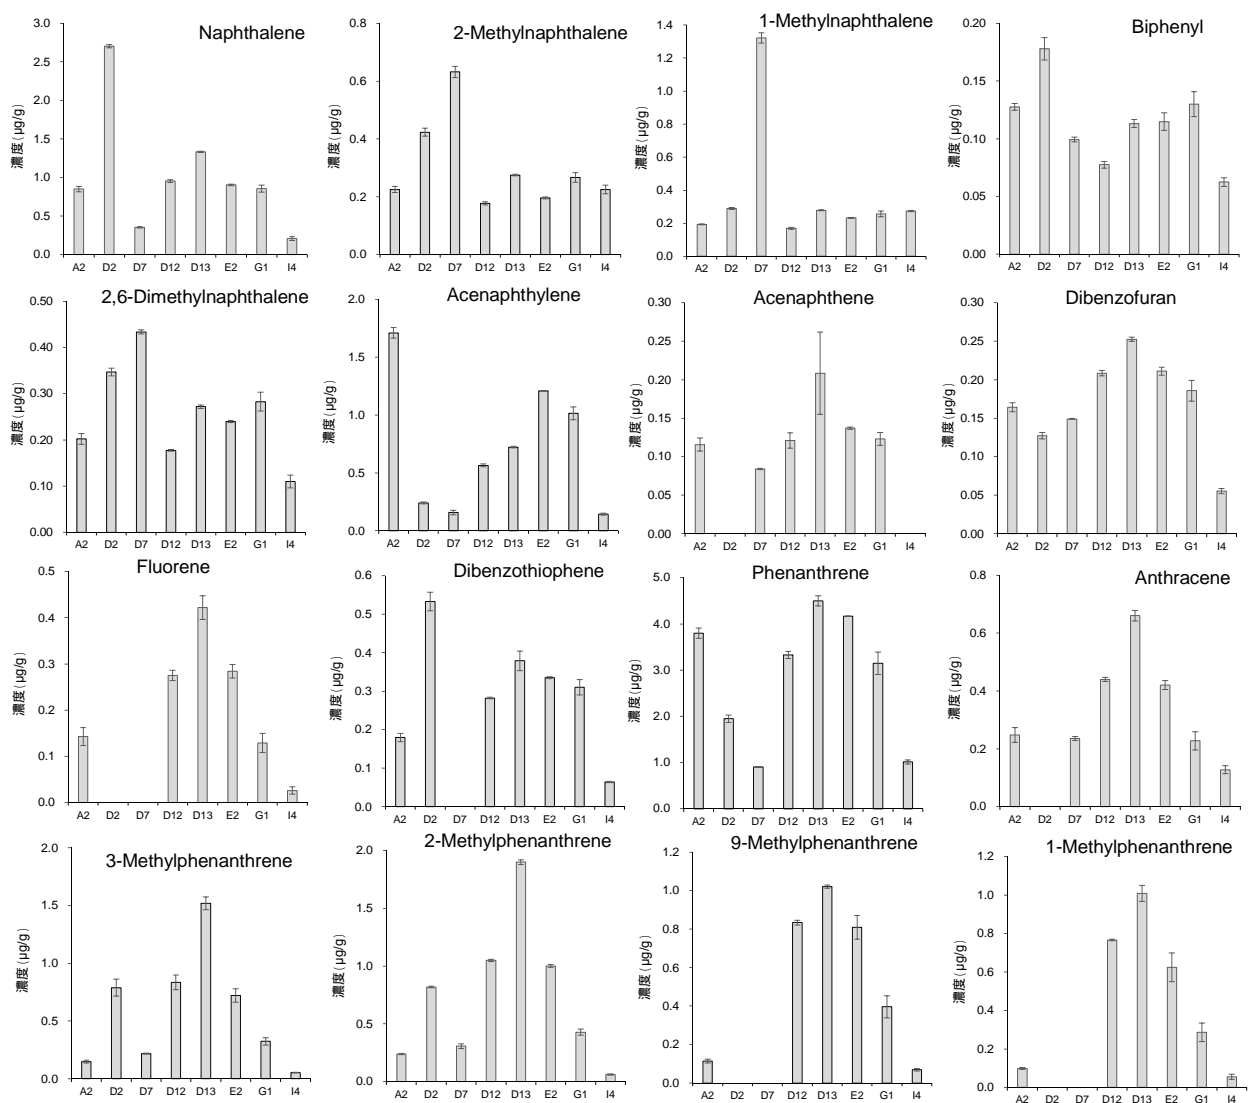 Naphthalene
3.0
2.5
2.0
1.5
1.0
0.5
0.0
濃度(μg/g)
A2 D2 D7 D12 D13 E2 G1 I4
2-Methylnaphthalene
0.8
0.6
0.4
0.2
0.0
濃度(μg/g)
A2 D2 D7 D12 D13 E2 G1 I4
1-Methylnaphthalene
1.4
1.2
1.0
0.8
0.6
0.4
0.2
0.0
濃度(μg/g)
A2 D2 D7 D12 D13 E2 G1 I4
Biphenyl
0.20
0.15
0.10
0.05
0.00
濃度(μg/g)
A2 D2 D7 D12 D13 E2 G1 I4
2,6-Dimethylnaphthalene
0.50
0.40
0.30
0.20
0.10
0.00
濃度(μg/g)
A2 D2 D7 D12 D13 E2 G1 I4
Acenaphthylene
2.0
1.5
1.0
0.5
0.0
濃度(μg/g)
A2 D2 D7 D12 D13 E2 G1 I4
Acenaphthene
0.30
0.25
0.20
0.15
0.10
0.05
0.00
濃度(μg/g)
A2 D2 D7 D12 D13 E2 G1 I4
Dibenzofuran
0.30
0.25
0.20
0.15
0.10
0.05
0.00
濃度(μg/g)
A2 D2 D7 D12 D13 E2 G1 I4
Fluorene
0.5
0.4
0.3
0.2
0.1
0.0
濃度(μg/g)
A2 D2 D7 D12 D13 E2 G1 I4
Dibenzothiophene
0.6
0.5
0.4
0.3
0.2
0.1
0.0
濃度(μg/g)
A2 D2 D7 D12 D13 E2 G1 I4
Phenanthrene
5.0
4.0
3.0
2.0
1.0
0.0
濃度(μg/g)
A2 D2 D7 D12 D13 E2 G1 I4
Anthracene
0.8
0.6
0.4
0.2
0.0
濃度(μg/g)
A2 D2 D7 D12 D13 E2 G1 I4
3-Methylphenanthrene
2.0
1.5
1.0
0.5
0.0
濃度(μg/g)
A2 D2 D7 D12 D13 E2 G1 I4
2-Methylphenanthrene
2.0
1.5
1.0
0.5
0.0
濃度(μg/g)
A2 D2 D7 D12 D13 E2 G1 I4
9-Methylphenanthrene
1.2
1.0
0.8
0.6
0.4
0.2
0.0
濃度(μg/g)
A2 D2 D7 D12 D13 E2 G1 I4
1-Methylphenanthrene
1.2
1.0
0.8
0.6
0.4
0.2
0.0
濃度(μg/g)
A2 D2 D7 D12 D13 E2 G1 I4